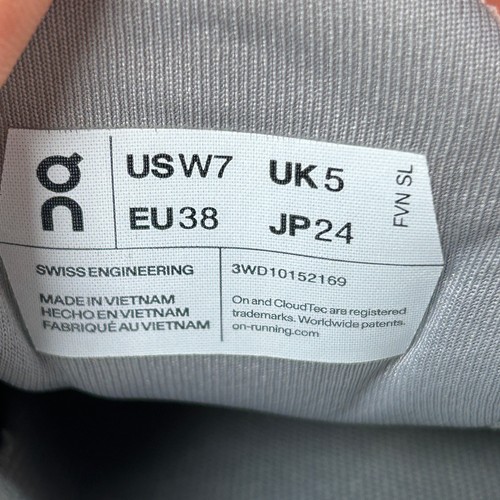 On
US W7
UK 5
EU 38
JP 24
FVN SL
SWISS ENGINEERING
3WD10152169
MADE IN VIETNAM
HECHO EN VIETNAM
FABRIQUÉ AU VIETNAM
On and CloudTec are registered
trademarks. Worldwide patents.
on-running.com